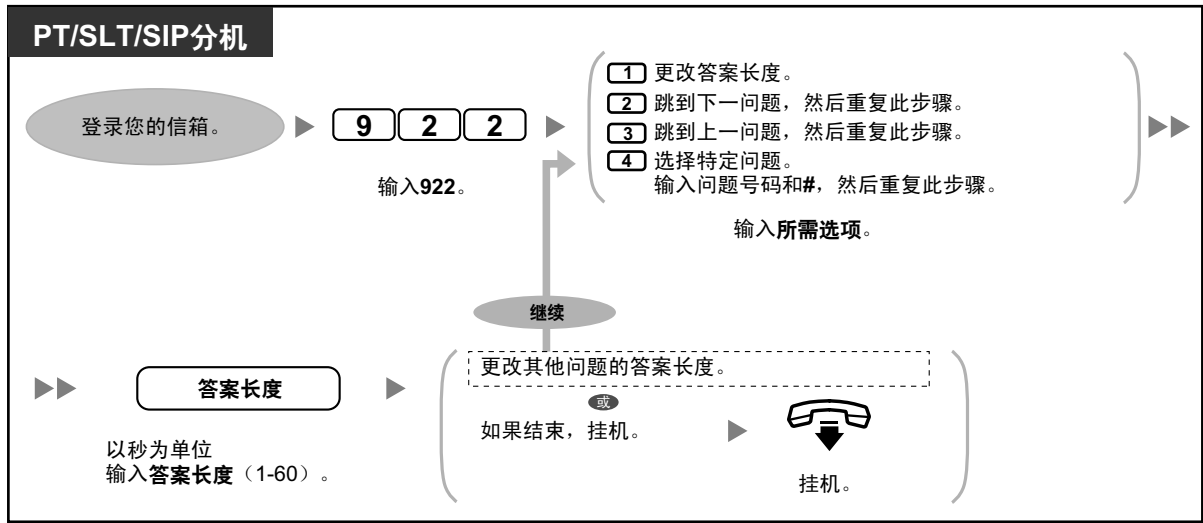 PT/SLT/SIP分机
登录您的信箱。
9 2 2
输入922。
1 更改答案长度。
2 跳到下一问题，然后重复此步骤。
3 跳到上一问题，然后重复此步骤。
4 选择特定问题。
输入问题号码和#，然后重复此步骤。
输入所需选项。
继续
答案长度
以秒为单位
输入答案长度（1-60）。
更改其他问题的答案长度。
或
如果结束，挂机。
挂机。